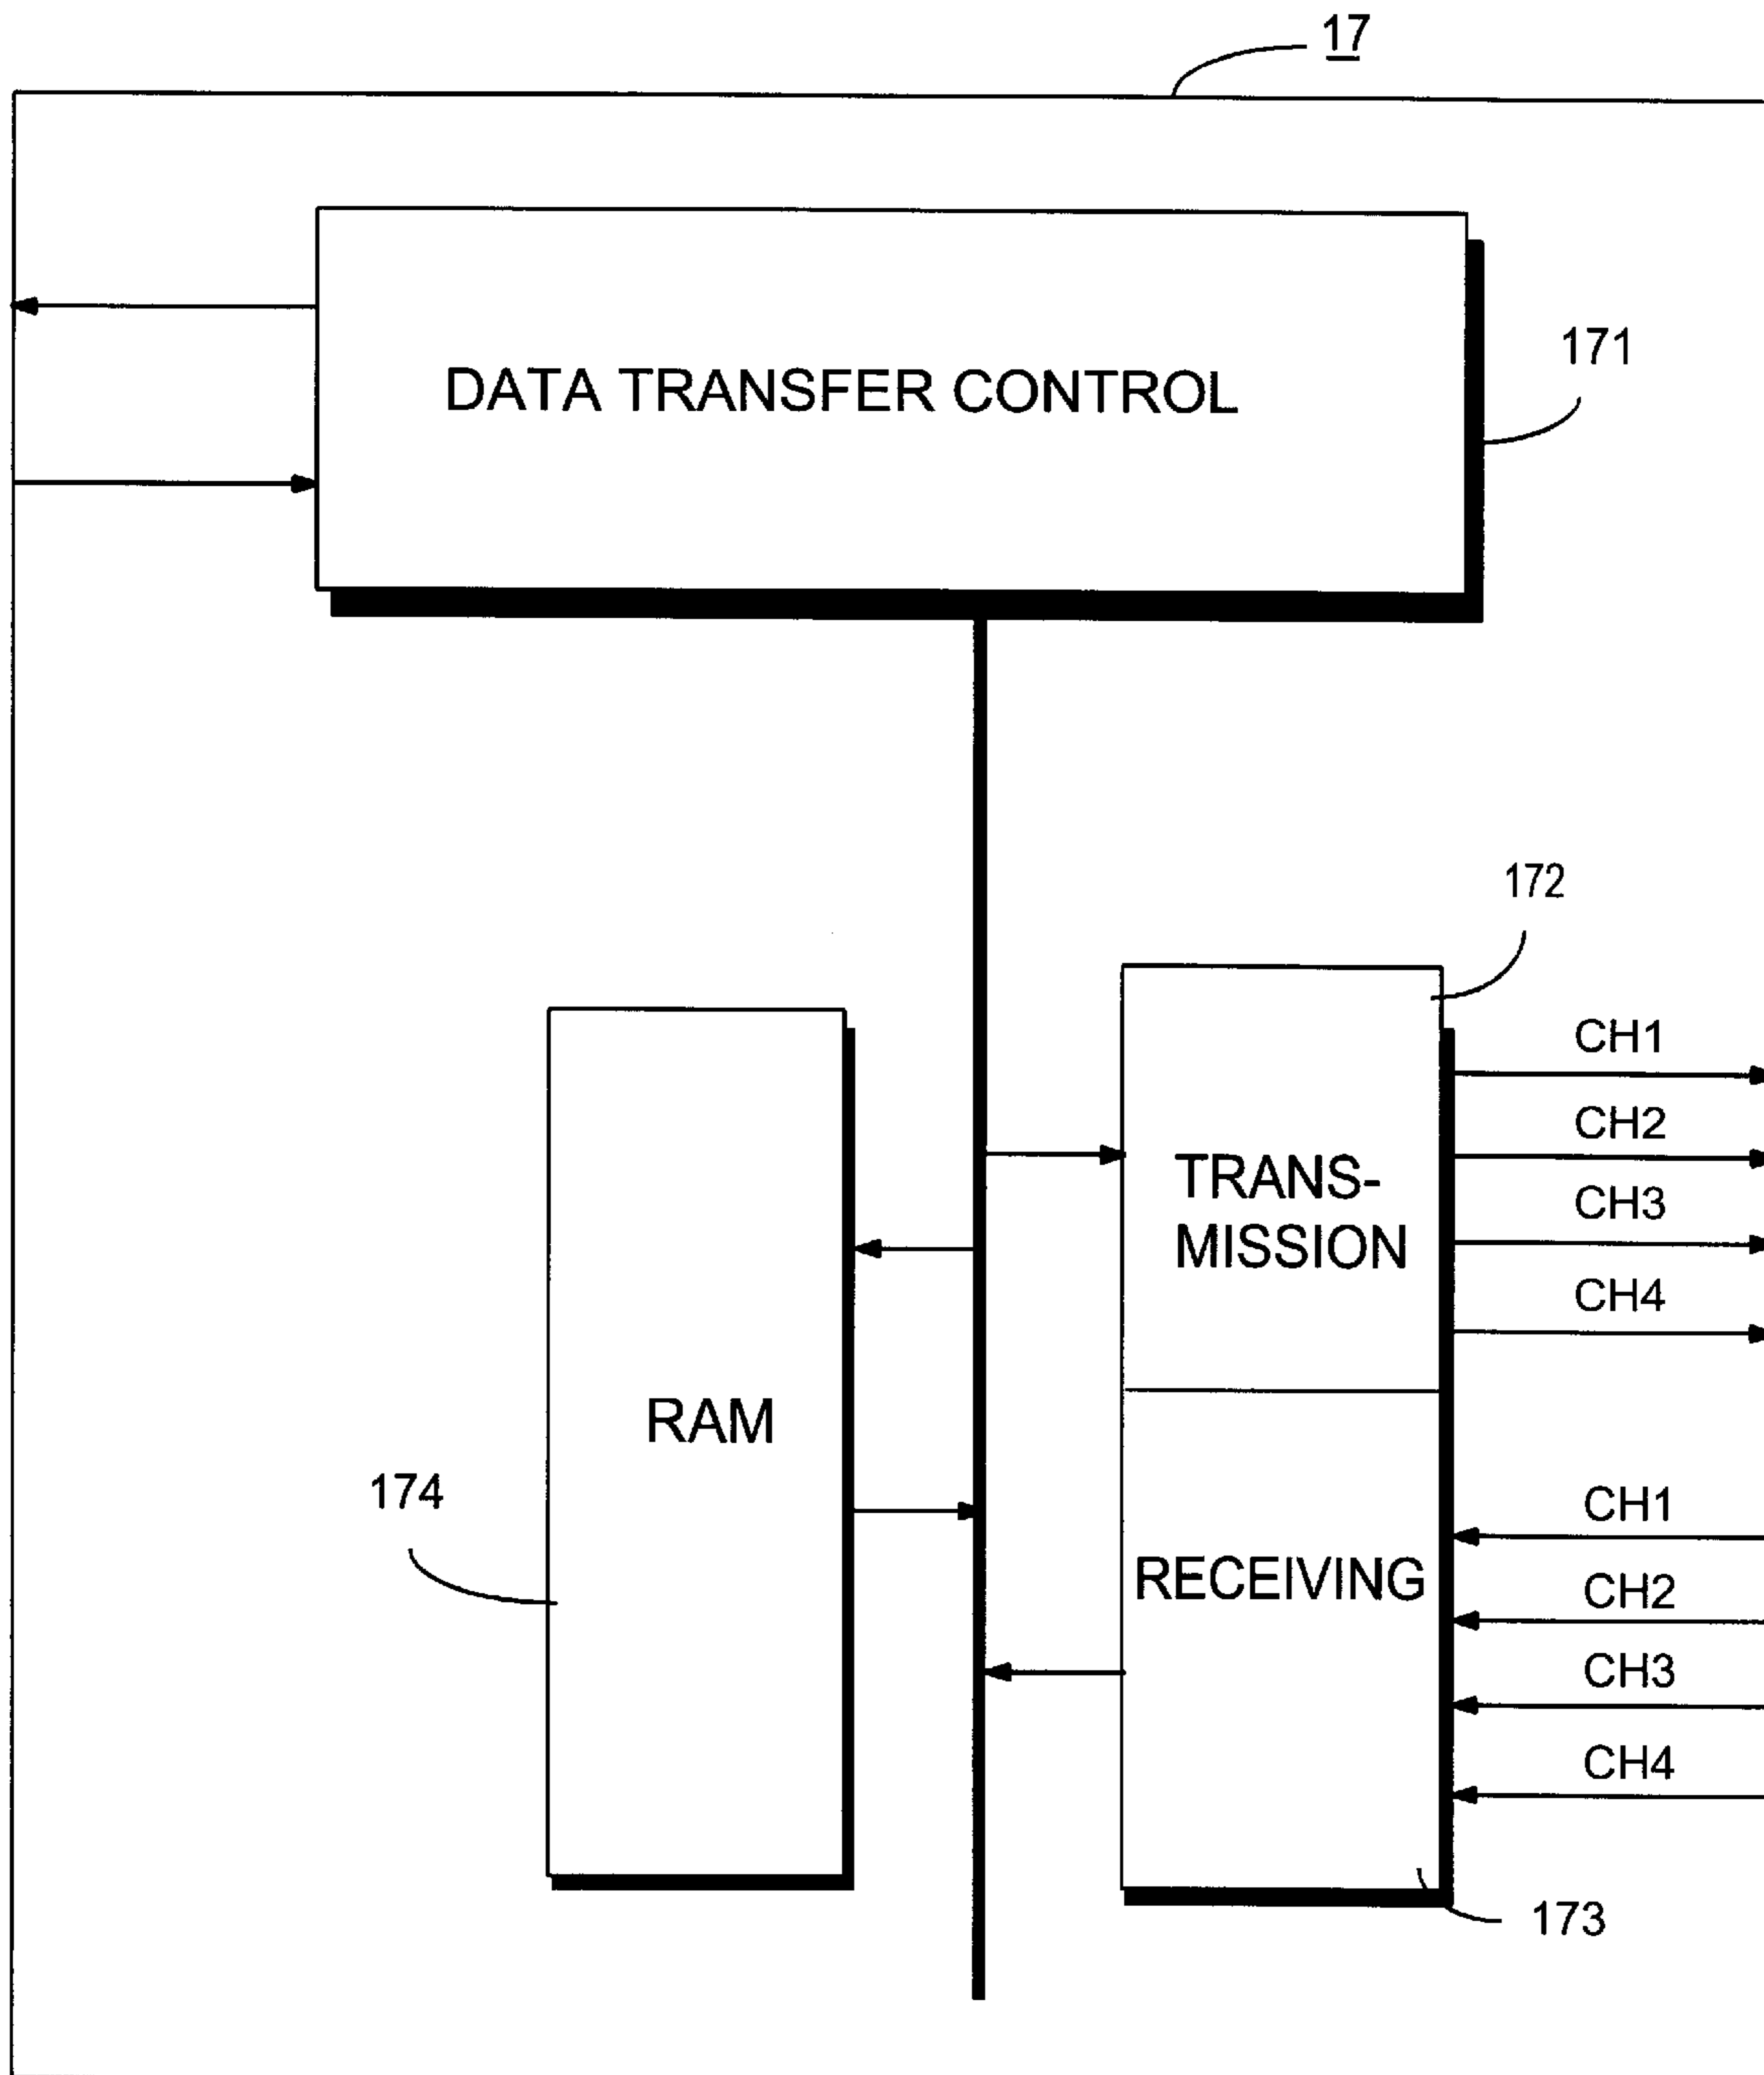 17
DATA TRANSFER CONTROL
171
172
CH1
CH2
TRANS-
MISSION
CH3
CH4
RAM
174
CH1
RECEIVING
CH2
CH3
CH4
173